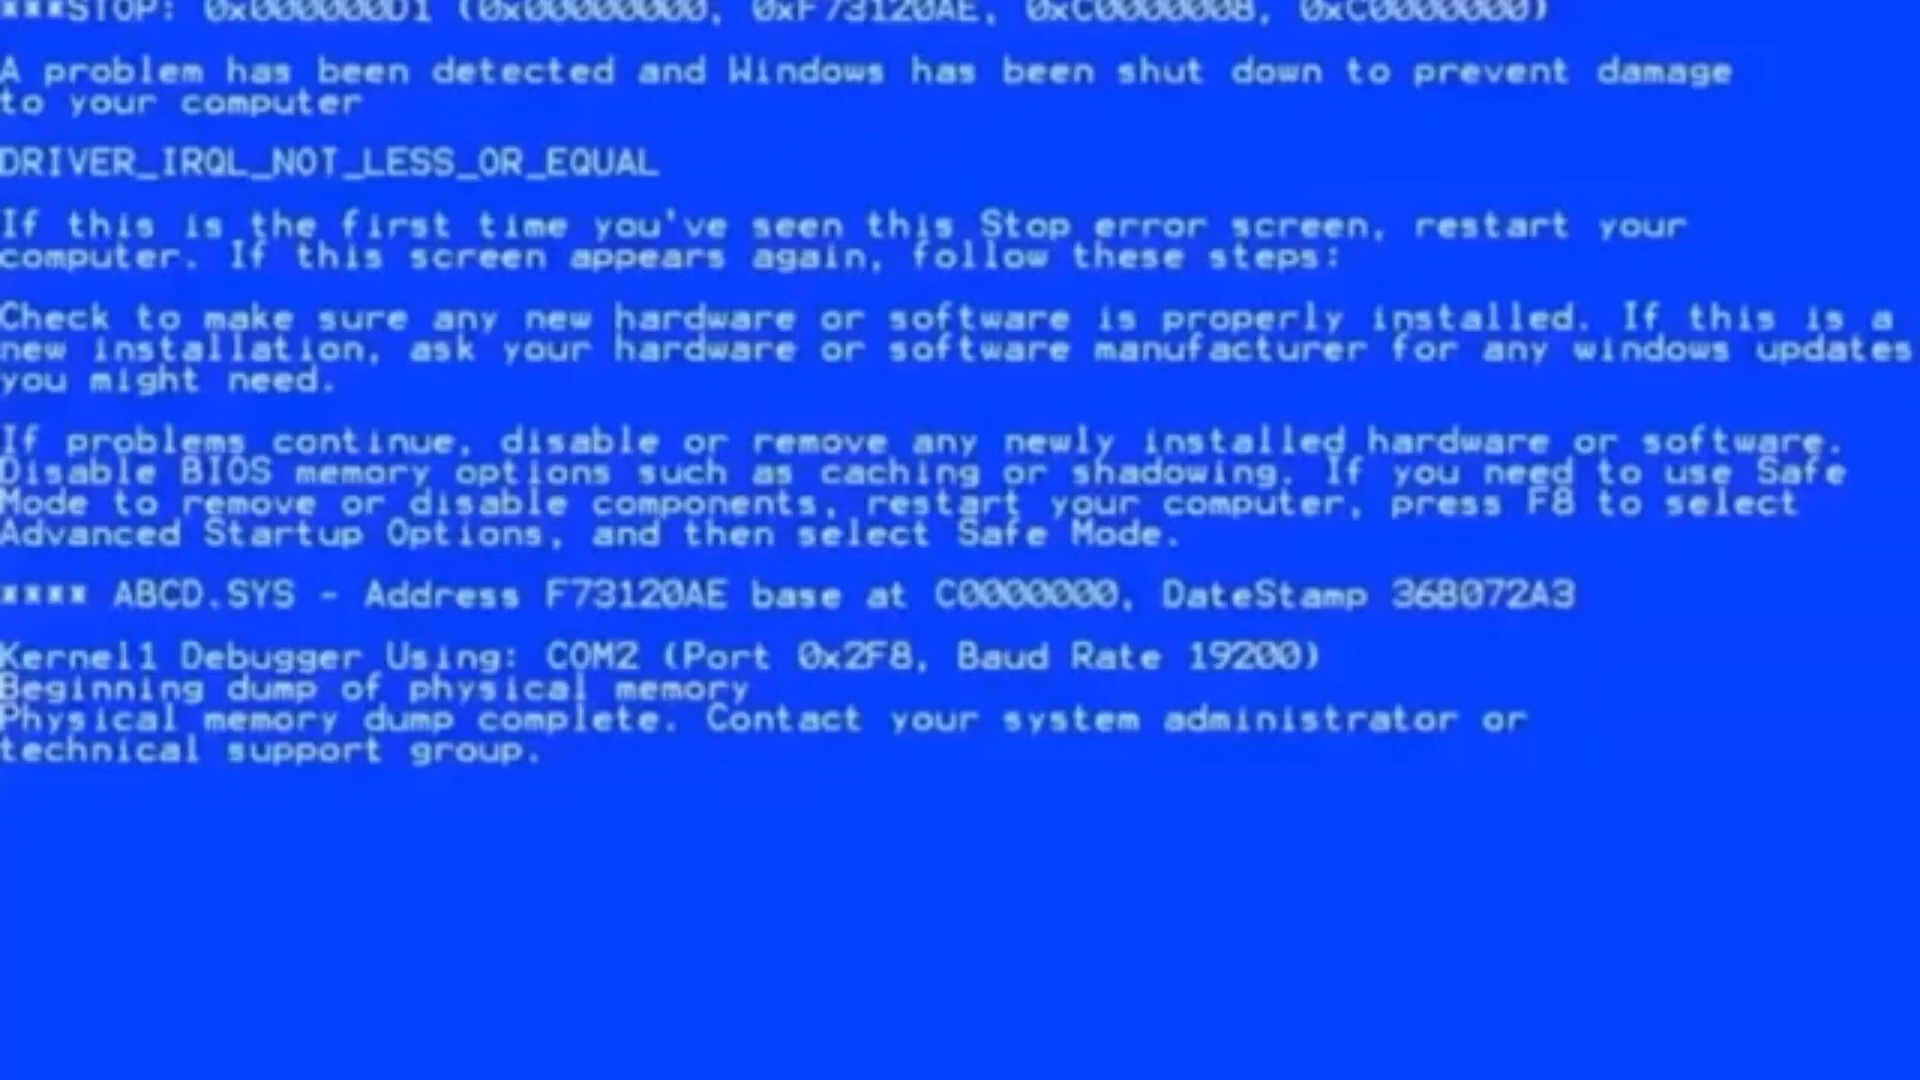 ***STOP: 0x000000D1 (0x00000000, 0xF73120AE, 0xC0000008, 0xC0000000)
A problem has been detected and Windows has been shut down to prevent damage
to your computer
DRIVER_IRQL_NOT_LESS_OR_EQUAL
If this is the first time you've seen this Stop error screen, restart your
computer. If this screen appears again, follow these steps:
Check to make sure any new hardware or software is properly installed. If this is a
new installation, ask your hardware or software manufacturer for any windows updates
you might need.
If problems continue, disable or remove any newly installed hardware or software.
Disable BIOS memory options such as caching or shadowing. If you need to use Safe
Mode to remove or disable components, restart your computer, press F8 to select
Advanced Startup Options, and then select Safe Mode.
**** ABCD.SYS - Address F73120AE base at C0000000, DateStamp 36B072A3
Kernel1 Debugger Using: COM2 (Port 0x2F8, Baud Rate 19200)
Beginning dump of physical memory
Physical memory dump complete. Contact your system administrator or
technical support group.